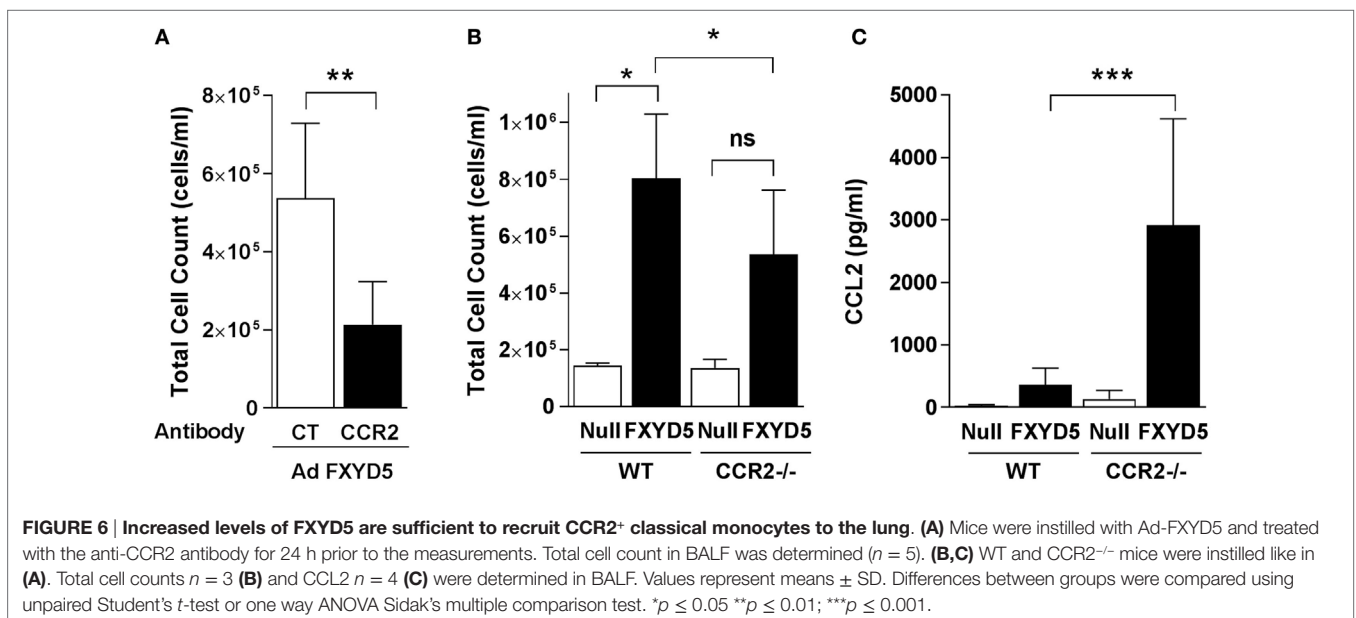 A
**
8×10⁵
6×10⁵
4×10⁵
2×10⁵
0
Total Cell Count (cells/ml)
Antibody CT CCR2
Ad FXYD5
B
*
*
ns
1×10⁶
8×10⁵
6×10⁵
4×10⁵
2×10⁵
0
Total Cell Count (cells/ml)
Null FXYD5 Null FXYD5
WT CCR2-/-
C
***
5000
4000
3000
2000
1000
0
CCL2 (pg/ml)
Null FXYD5 Null FXYD5
WT CCR2-/-
FIGURE 6 | Increased levels of FXYD5 are sufficient to recruit CCR2⁺ classical monocytes to the lung. (A) Mice were instilled with Ad-FXYD5 and treated
with the anti-CCR2 antibody for 24 h prior to the measurements. Total cell count in BALF was determined (n = 5). (B,C) WT and CCR2⁻/⁻ mice were instilled like in
(A). Total cell counts n = 3 (B) and CCL2 n = 4 (C) were determined in BALF. Values represent means ± SD. Differences between groups were compared using
unpaired Student's t-test or one way ANOVA Sidak's multiple comparison test. *p ≤ 0.05 **p ≤ 0.01; ***p ≤ 0.001.